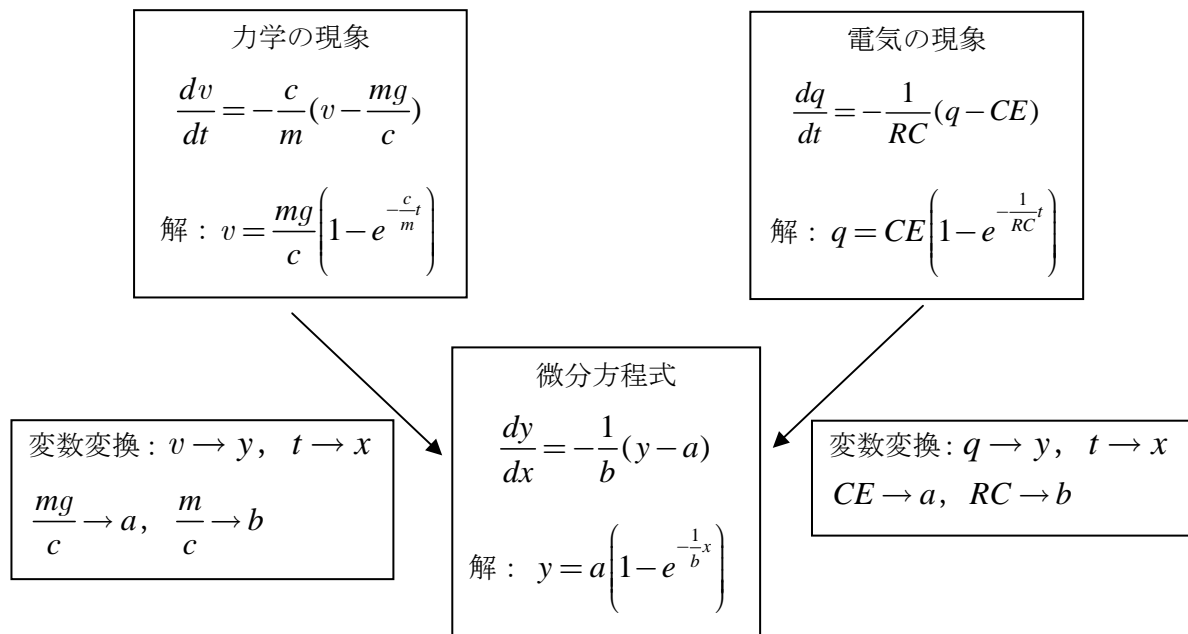 力学の現象
dv/dt = −c/m(v − mg/c)
解：v = mg/c(1 − e^(−c/m t))
電気の現象
dq/dt = −1/RC(q − CE)
解：q = CE(1 − e^(−1/RC t))
微分方程式
dy/dx = −1/b(y − a)
解： y = a(1 − e^(−1/b x))
変数変換：v → y, t → x
mg/c → a, m/c → b
変数変換：q → y, t → x
CE → a, RC → b